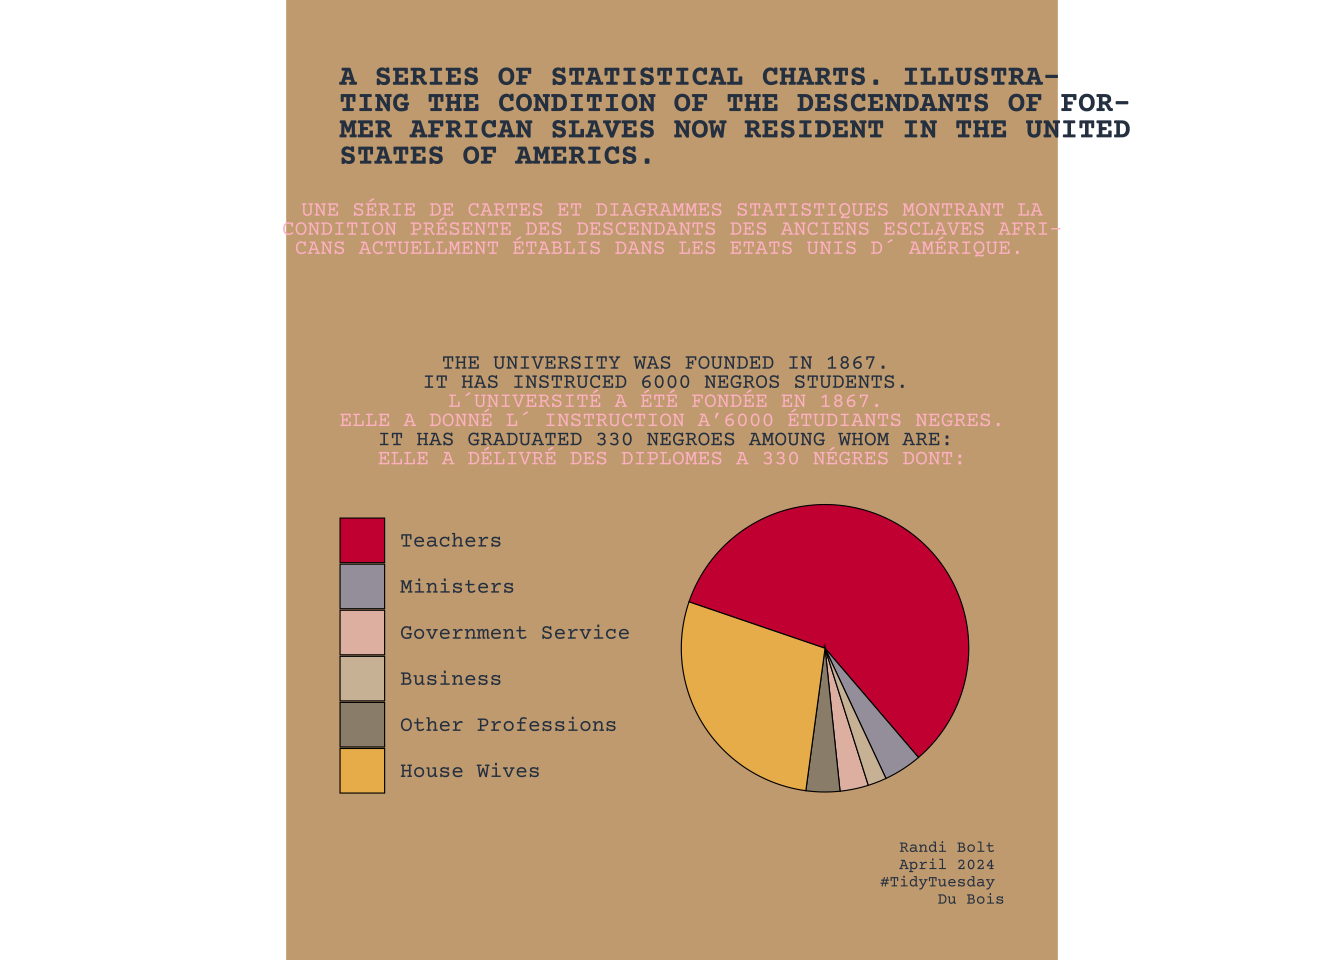 A SERIES OF STATISTICAL CHARTS. ILLUSTRA-
TING THE CONDITION OF THE DESCENDANTS OF FOR-
MER AFRICAN SLAVES NOW RESIDENT IN THE UNITED
STATES OF AMERICS.
UNE SÉRIE DE CARTES ET DIAGRAMMES STATISTIQUES MONTRANT LA
CONDITION PRÉSENTE DES DESCENDANTS DES ANCIENS ESCLAVES AFRI-
CANS ACTUELLMENT ÉTABLIS DANS LES ETATS UNIS D´ AMÉRIQUE.
THE UNIVERSITY WAS FOUNDED IN 1867.
IT HAS INSTRUCED 6000 NEGROS STUDENTS.
L´UNIVERSITÉ A ÉTÉ FONDÉE EN 1867.
ELLE A DONNÉ L´ INSTRUCTION A’6000 ÉTUDIANTS NEGRES.
IT HAS GRADUATED 330 NEGROES AMOUNG WHOM ARE:
ELLE A DÉLIVRÉ DES DIPLOMES A 330 NÉGRES DONT:
Teachers
Ministers
Government Service
Business
Other Professions
House Wives
Randi Bolt
April 2024
#TidyTuesday
Du Bois